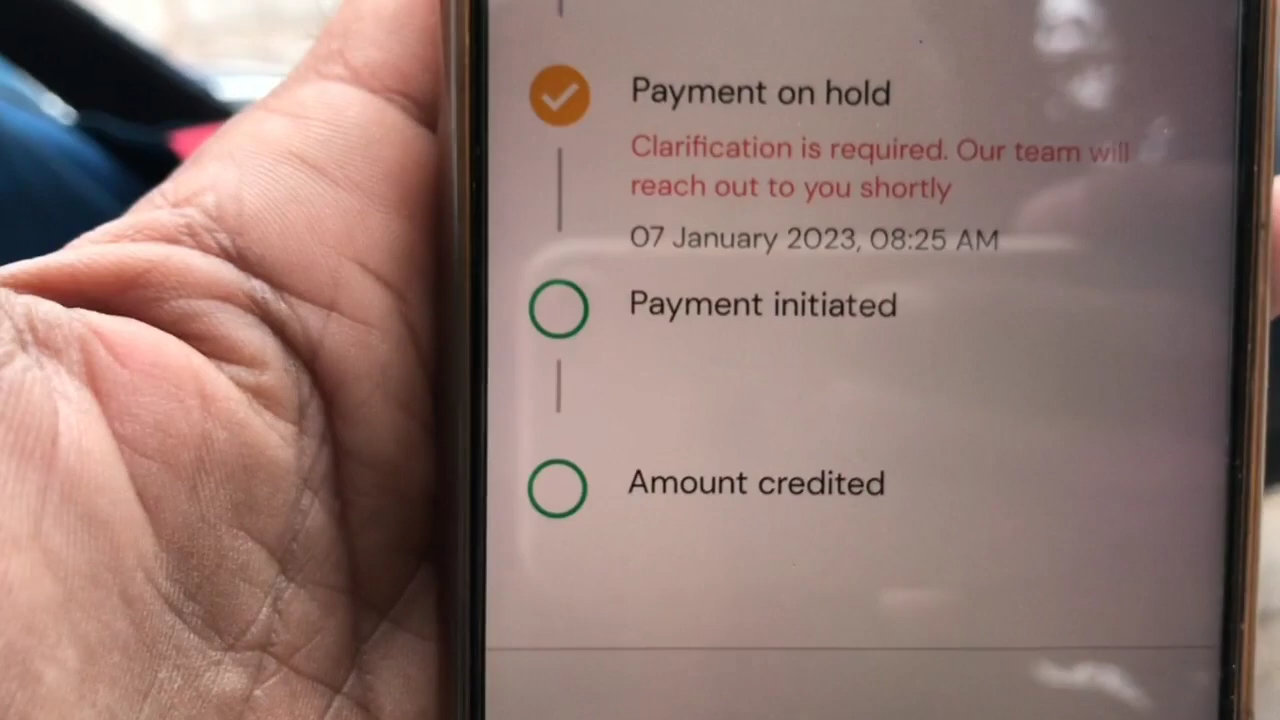 Payment on hold
Clarification is required. Our team will
reach out to you shortly
07 January 2023, 08:25 AM
Payment initiated
Amount credited